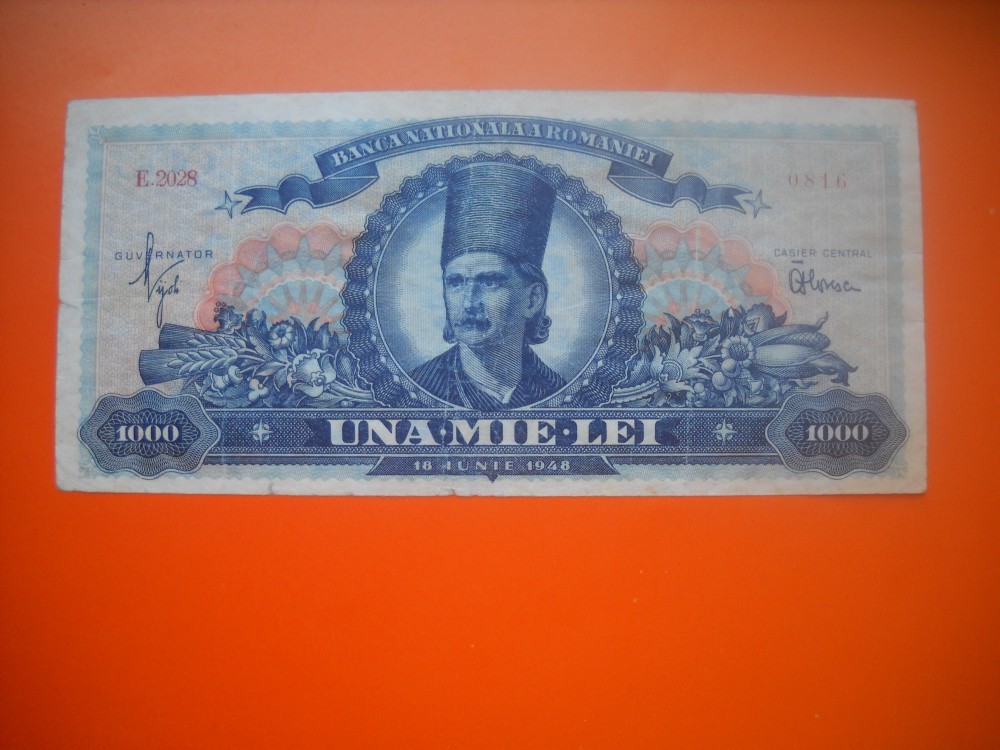 BANCA NATIONALA A ROMANIEI
E.2028
0816
GUVERNATOR
CASIER CENTRAL
1000
UNA·MIE·LEI
1000
18 IUNIE 1948